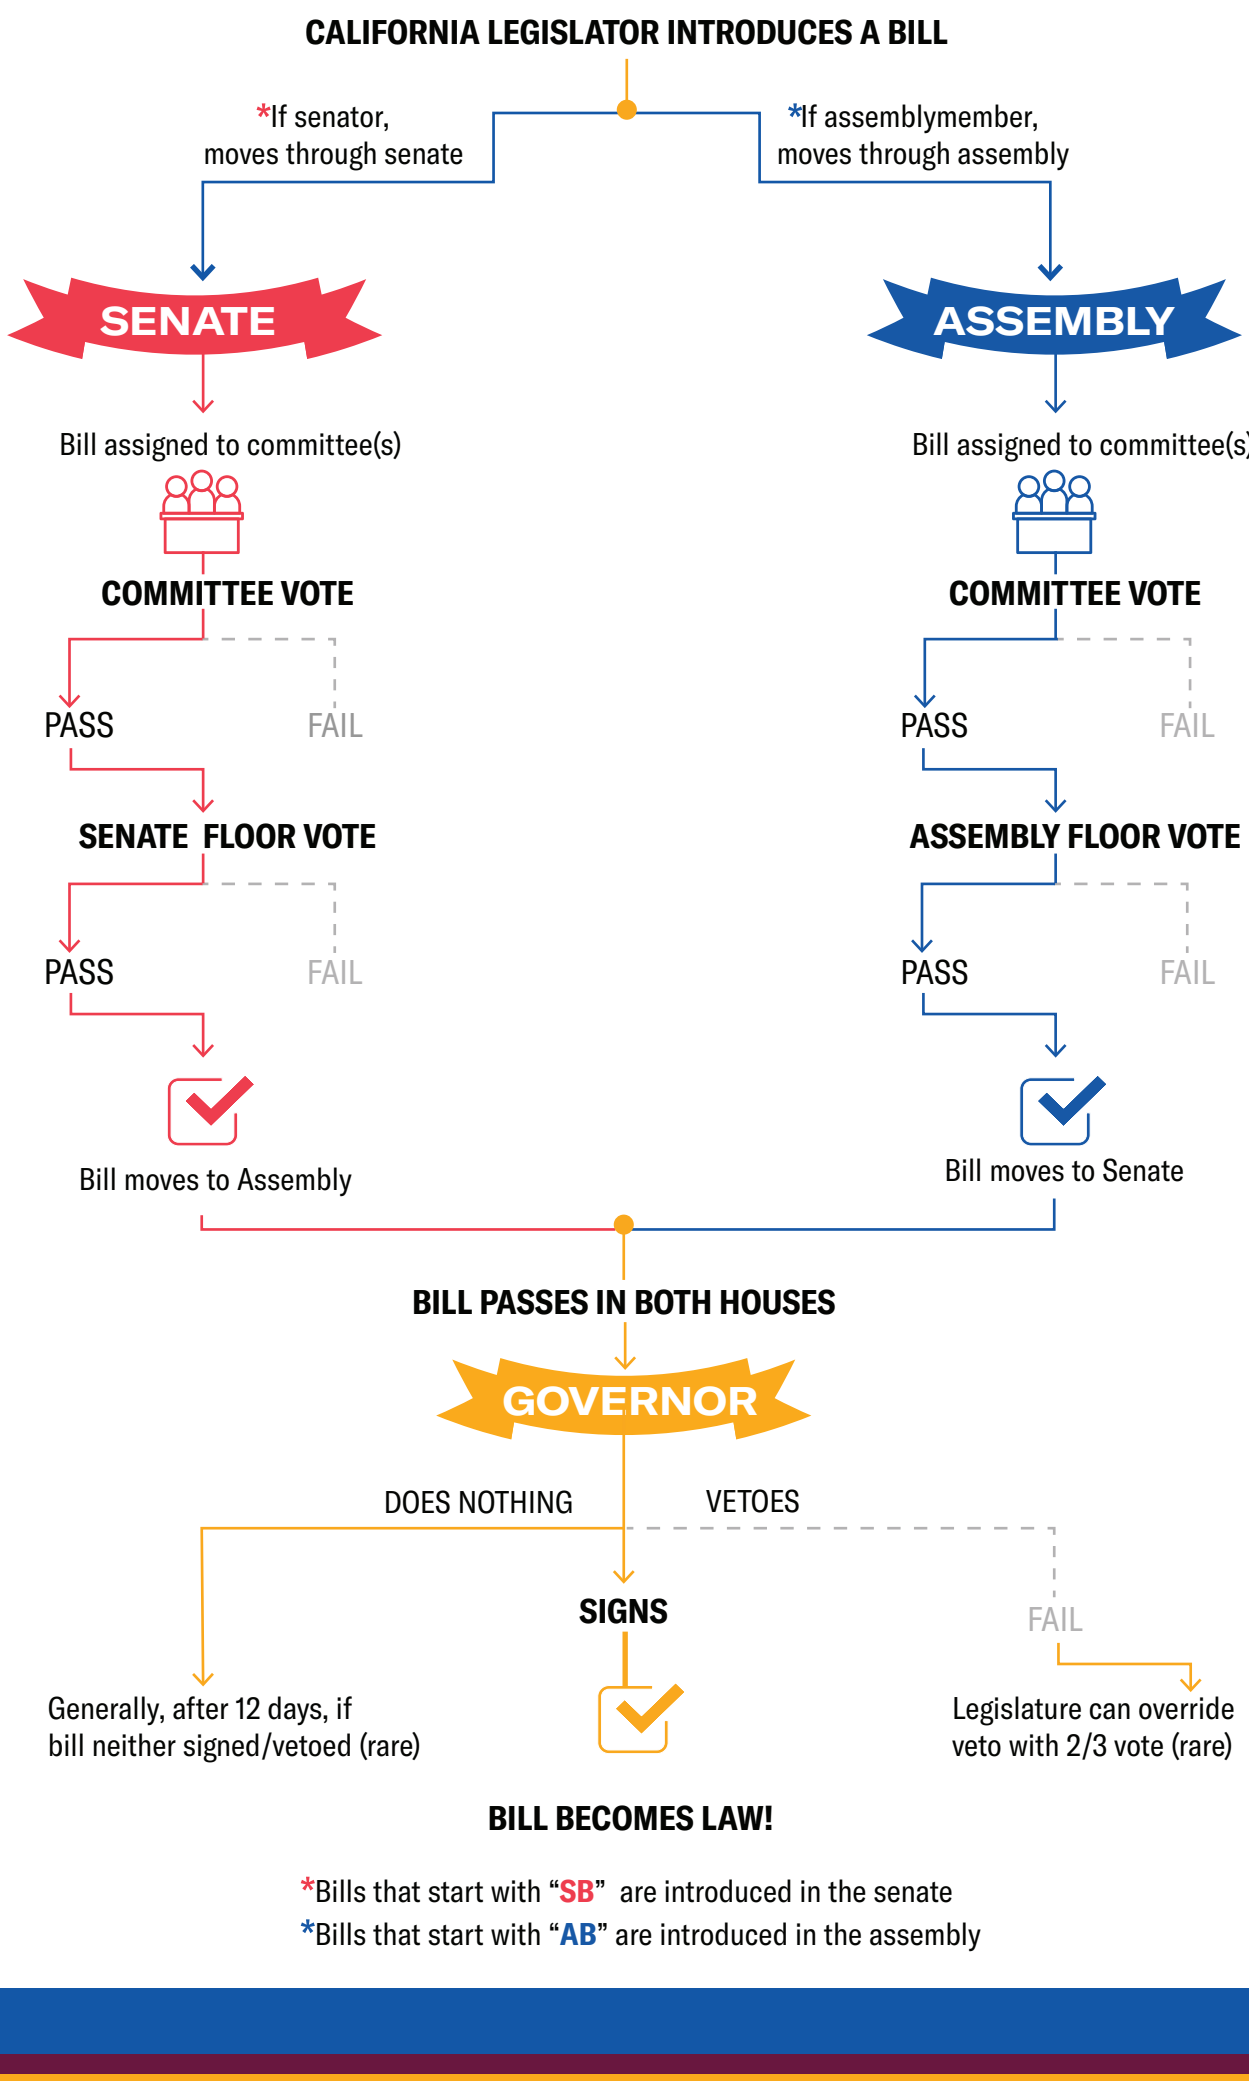 CALIFORNIA LEGISLATOR INTRODUCES A BILL
*If senator,
moves through senate
*If assemblymember,
moves through assembly
SENATE
Bill assigned to committee(s)
COMMITTEE VOTE
PASS
FAIL
SENATE FLOOR VOTE
PASS
FAIL
Bill moves to Assembly
ASSEMBLY
Bill assigned to committee(s)
COMMITTEE VOTE
PASS
FAIL
ASSEMBLY FLOOR VOTE
PASS
FAIL
Bill moves to Senate
BILL PASSES IN BOTH HOUSES
GOVERNOR
DOES NOTHING
VETOES
SIGNS
FAIL
Generally, after 12 days, if
bill neither signed/vetoed (rare)
Legislature can override
veto with 2/3 vote (rare)
BILL BECOMES LAW!
*Bills that start with “SB” are introduced in the senate
*Bills that start with “AB” are introduced in the assembly